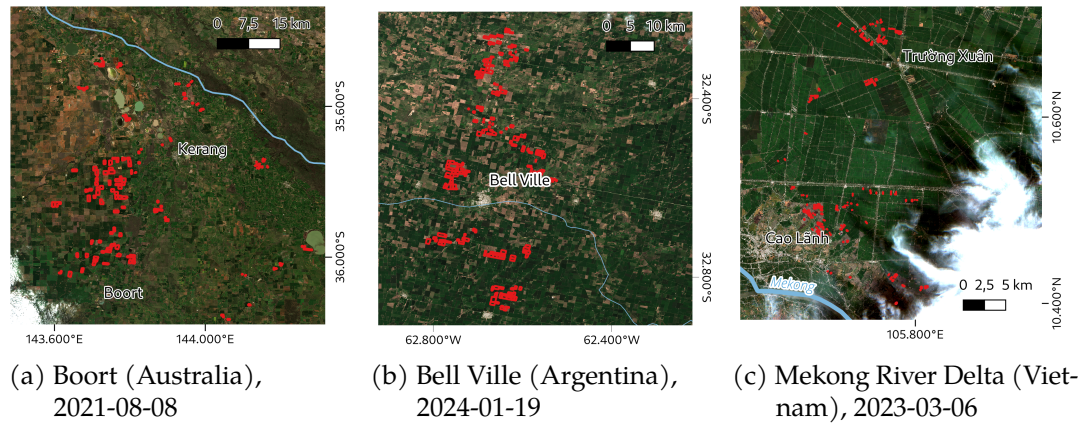 0 7,5 15 km
35.600°S
Kerang
36.000°S
Boort
143.600°E 144.000°E
(a) Boort (Australia),
2021-08-08
0 5 10 km
32.400°S
Bell Ville
32.800°S
62.800°W 62.400°W
(b) Bell Ville (Argentina),
2024-01-19
Trường Xuân
10.600°N
Cao Lãnh
Mekong
0 2,5 5 km
10.400°N
105.800°E
(c) Mekong River Delta (Viet-
nam), 2023-03-06